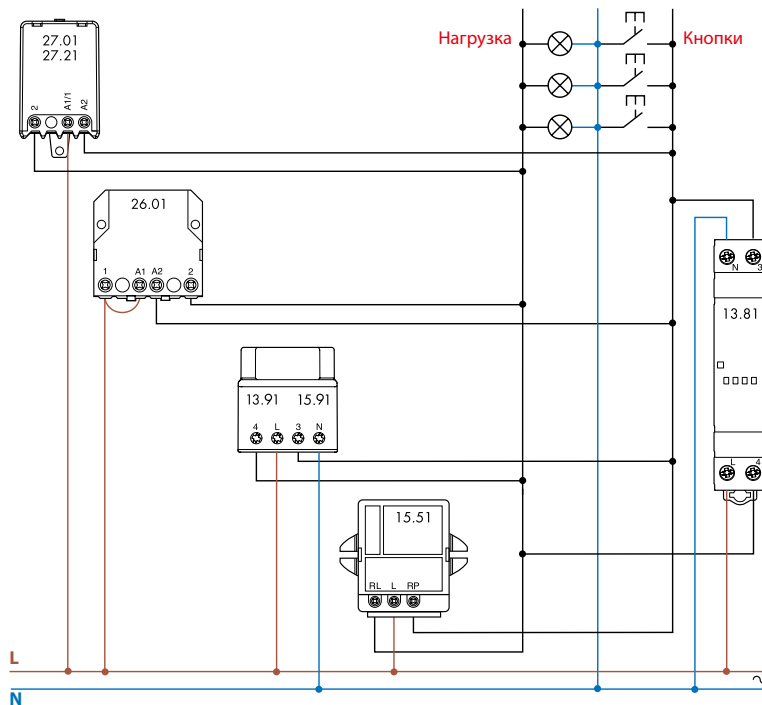 27.01
27.21
2 A1/1 A2
Нагрузка
Кнопки
26.01
1 A1 A2 2
N 3
13.81
L 4
13.91 15.91
4 L 3 N
15.51
RL L RP
L
N
~